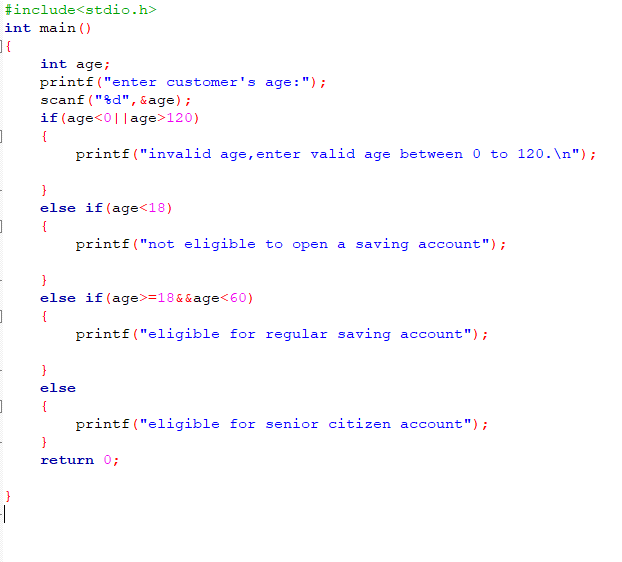 #include<stdio.h>
int main()
{
    int age;
    printf("enter customer's age:");
    scanf("%d",&age);
    if(age<0||age>120)
    {
        printf("invalid age,enter valid age between 0 to 120.\n");

    }
    else if(age<18)
    {
        printf("not eligible to open a saving account");

    }
    else if(age>=18&&age<60)
    {
        printf("eligible for regular saving account");

    }
    else
    {
        printf("eligible for senior citizen account");
    }
    return 0;

}